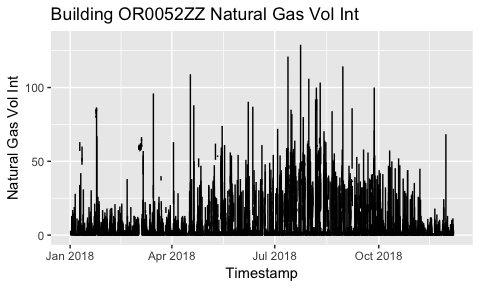 Building OR0052ZZ Natural Gas Vol Int
Natural Gas Vol Int
100
50
0
Jan 2018 Apr 2018 Jul 2018 Oct 2018
Timestamp